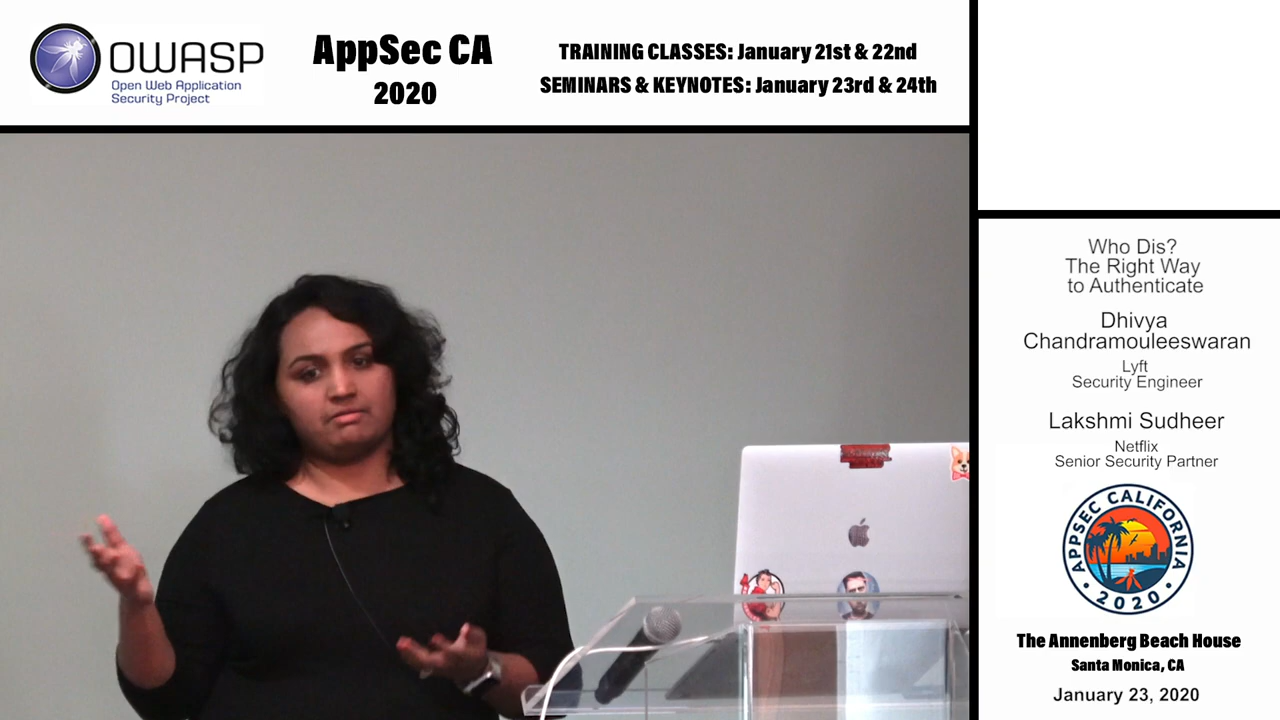 OWASP
Open Web Application
Security Project
AppSec CA
2020
TRAINING CLASSES: January 21st & 22nd
SEMINARS & KEYNOTES: January 23rd & 24th
Who Dis?
The Right Way
to Authenticate
Dhivya
Chandramouleeswaran
Lyft
Security Engineer
Lakshmi Sudheer
Netflix
Senior Security Partner
APPSEC CALIFORNIA
• 2020 •
The Annenberg Beach House
Santa Monica, CA
January 23, 2020